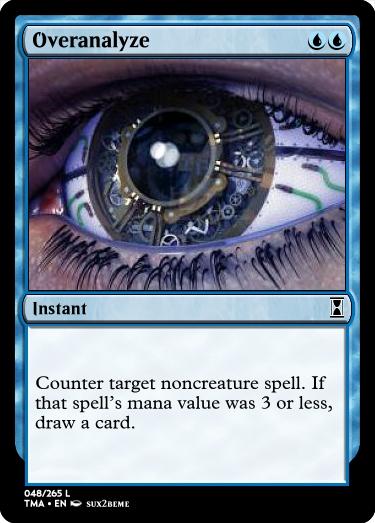 Overanalyze
Instant
Counter target noncreature spell. If
that spell's mana value was 3 or less,
draw a card.
048/265 L
TMA • EN SUX2BEME